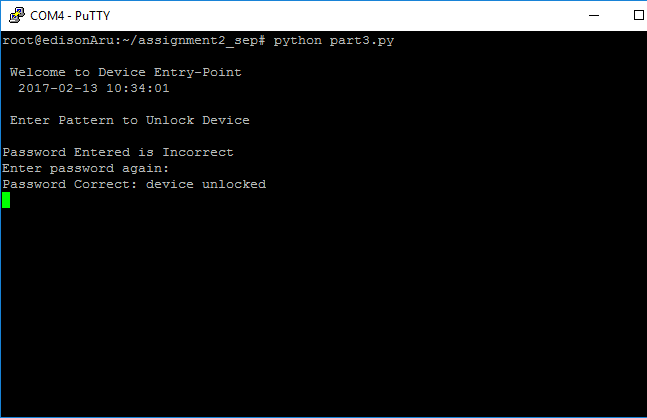 COM4 - PuTTY
root@edisonAru:~/assignment2_sep# python part3.py
Welcome to Device Entry-Point
2017-02-13 10:34:01
Enter Pattern to Unlock Device
Password Entered is Incorrect
Enter password again:
Password Correct: device unlocked